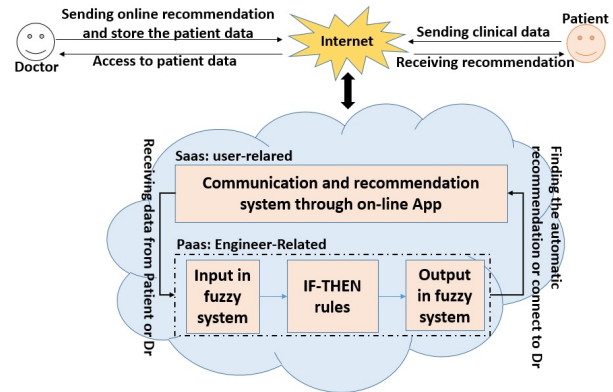 Sending online recommendation
and store the patient data
Doctor
Access to patient data
Internet
Patient
Sending clinical data
Receiving recommendation
Saas: user-relared
Communication and recommendation
system through on-line App
Receiving data from Patient or Dr
Paas: Engineer-Related
Input in
fuzzy
system
IF-THEN
rules
Output
in fuzzy
system
Finding the automatic
recommendation or connect to Dr